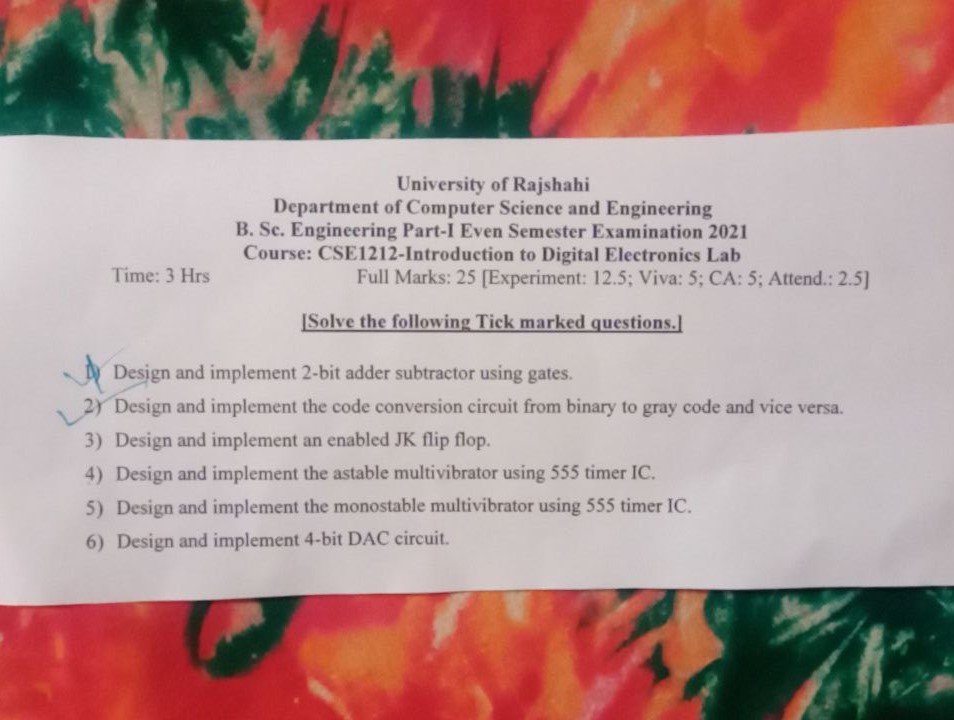 University of Rajshahi
Department of Computer Science and Engineering
B. Sc. Engineering Part-I Even Semester Examination 2021
Course: CSE1212-Introduction to Digital Electronics Lab
Time: 3 Hrs Full Marks: 25 [Experiment: 12.5; Viva: 5; CA: 5; Attend.: 2.5]
[Solve the following Tick marked questions.]
1) Design and implement 2-bit adder subtractor using gates.
2) Design and implement the code conversion circuit from binary to gray code and vice versa.
3) Design and implement an enabled JK flip flop.
4) Design and implement the astable multivibrator using 555 timer IC.
5) Design and implement the monostable multivibrator using 555 timer IC.
6) Design and implement 4-bit DAC circuit.